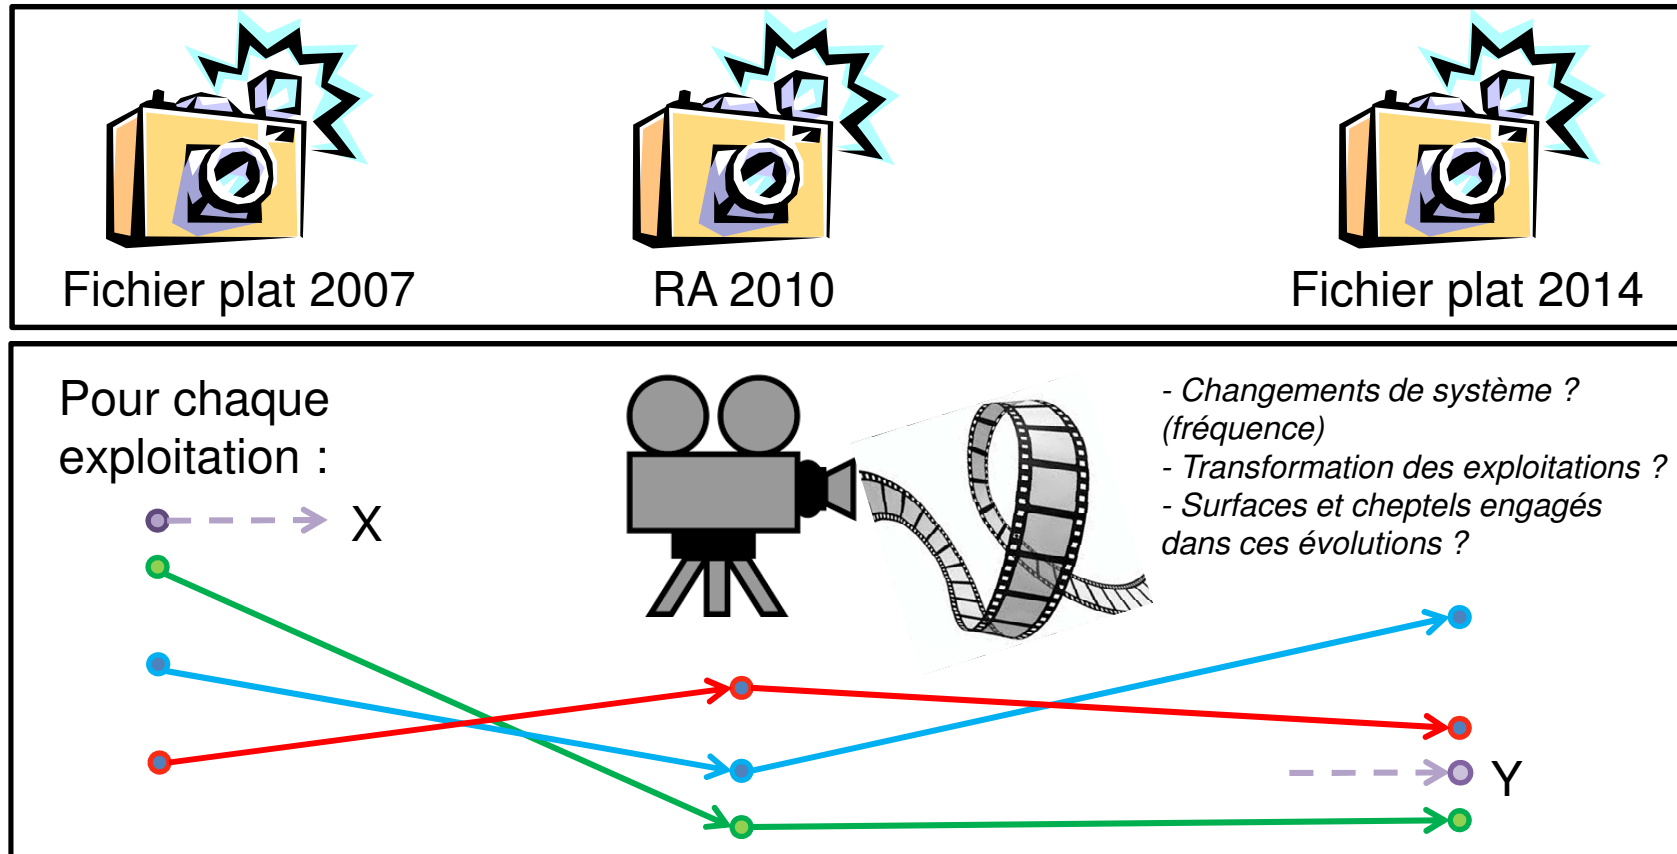 Fichier plat 2007
RA 2010
Fichier plat 2014
Pour chaque
exploitation :
- Changements de système ?
(fréquence)
- Transformation des exploitations ?
- Surfaces et cheptels engagés
dans ces évolutions ?
X
Y